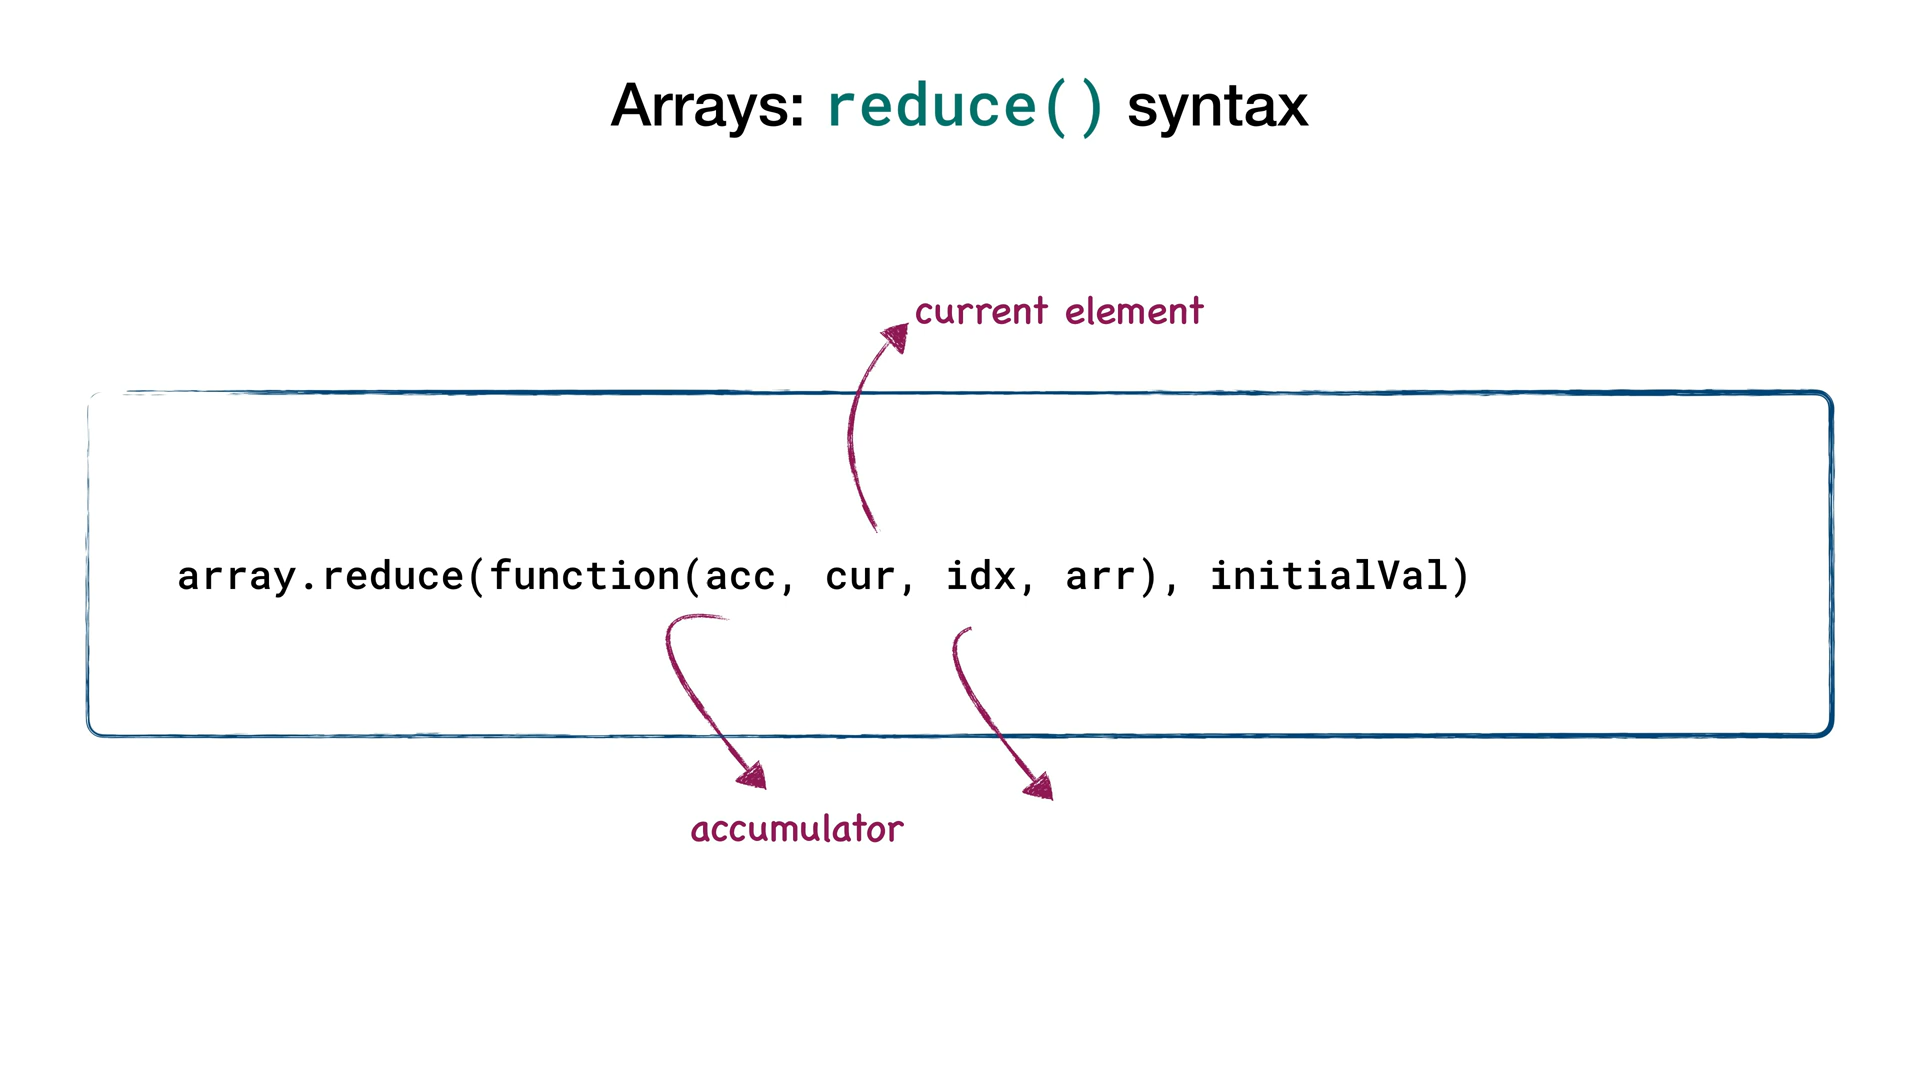 Arrays: reduce() syntax
current element
array.reduce(function(acc, cur, idx, arr), initialVal)
accumulator